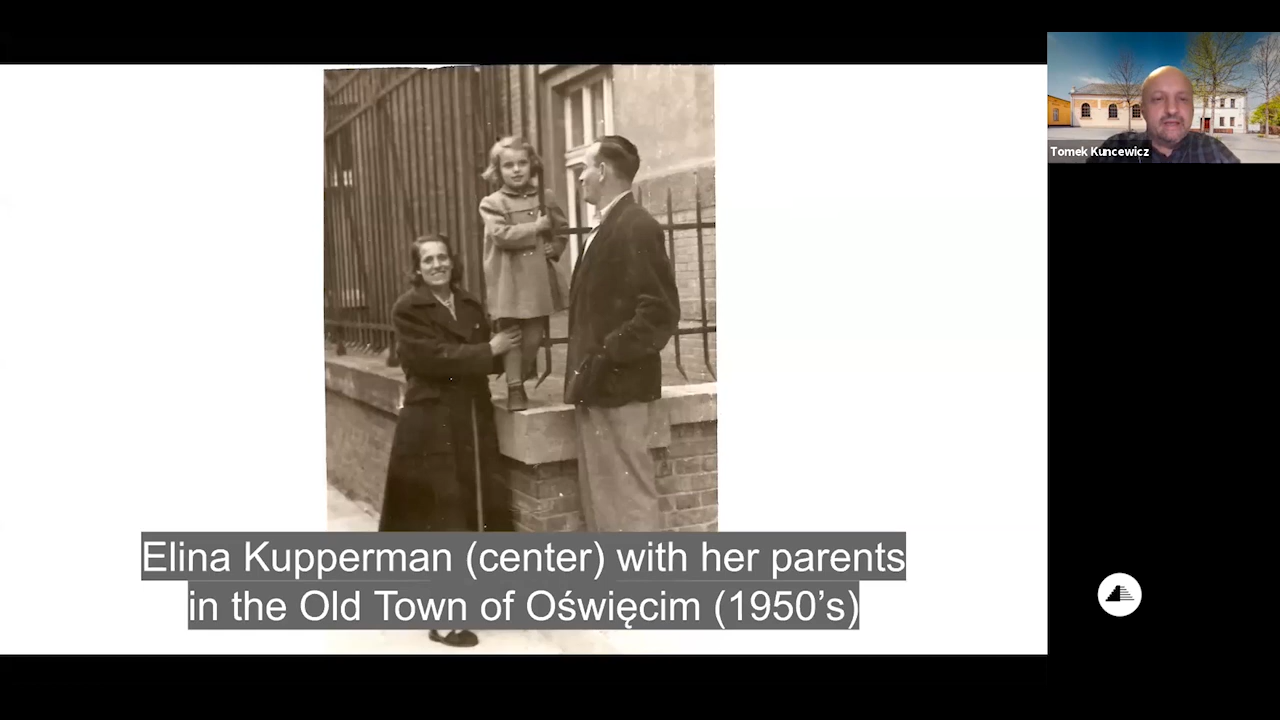 Tomek Kuncewicz
Elina Kupperman (center) with her parents
in the Old Town of Oświęcim (1950’s)